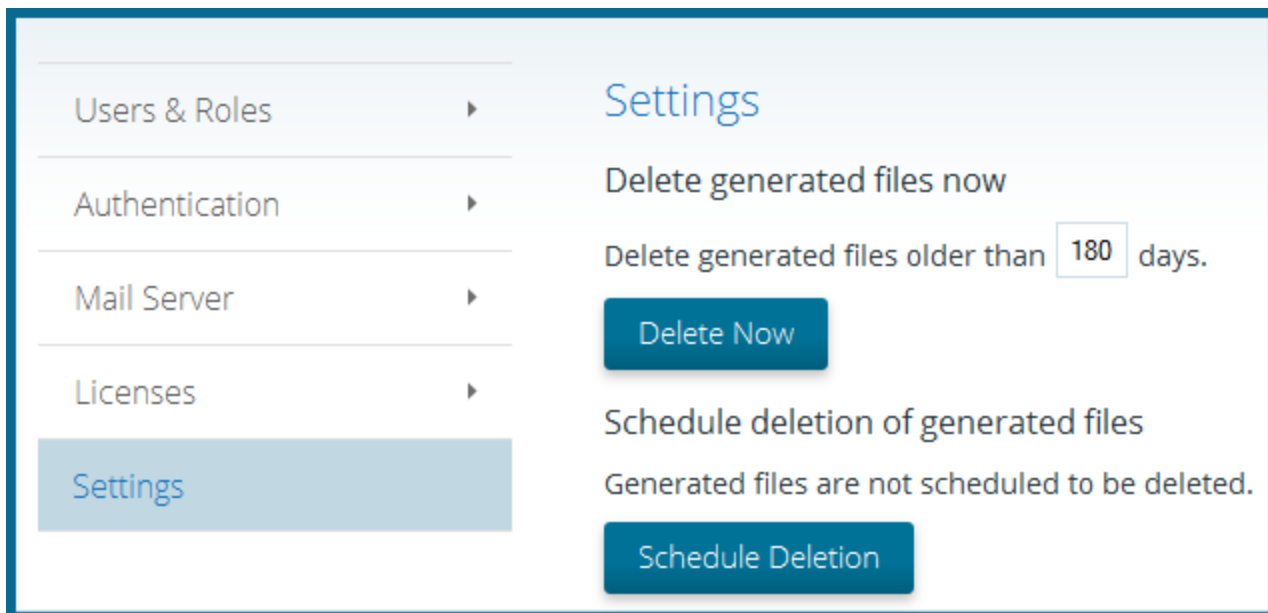 Users & Roles
Authentication
Mail Server
Licenses
Settings
Settings
Delete generated files now
Delete generated files older than 180 days.
Delete Now
Schedule deletion of generated files
Generated files are not scheduled to be deleted.
Schedule Deletion